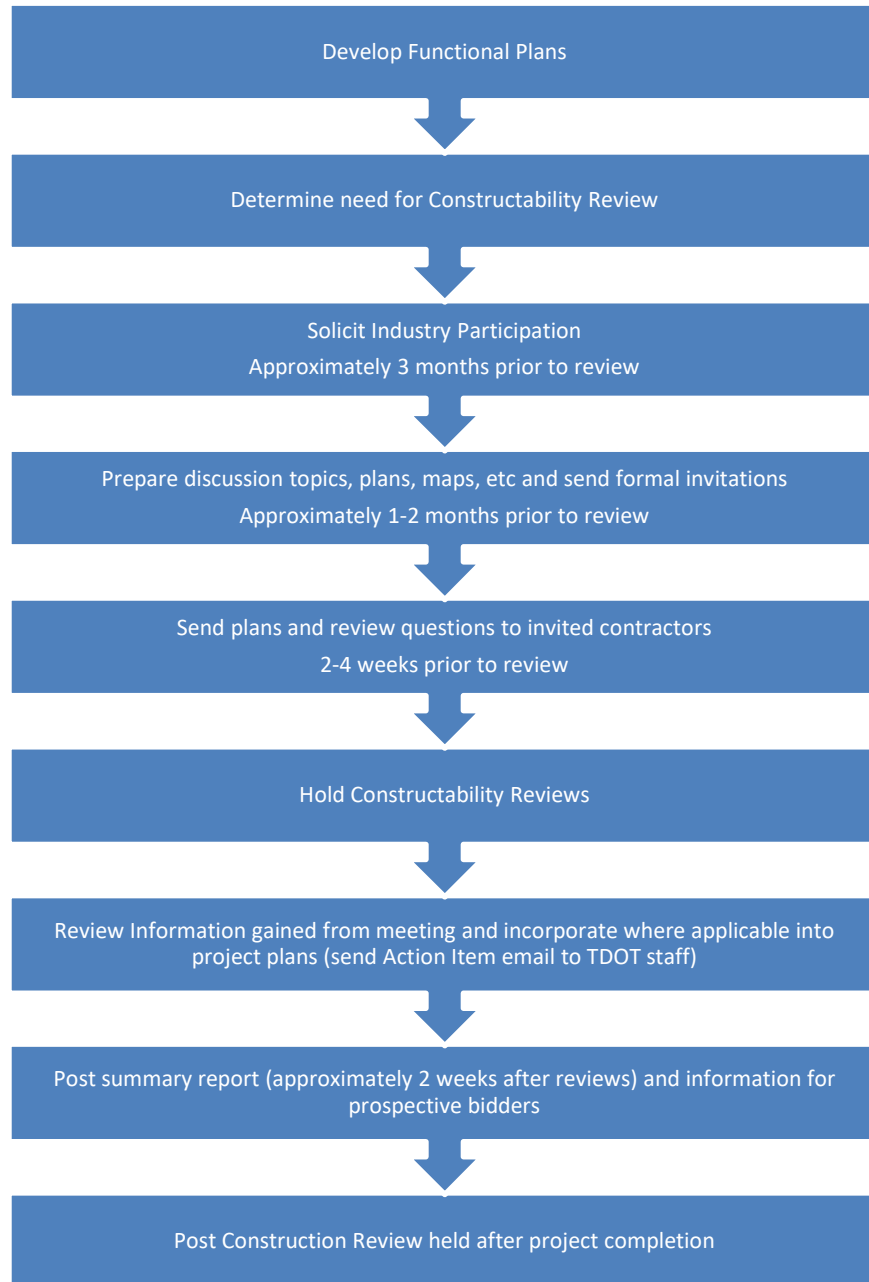 Develop Functional Plans
Determine need for Constructability Review
Solicit Industry Participation
Approximately 3 months prior to review
Prepare discussion topics, plans, maps, etc and send formal invitations
Approximately 1-2 months prior to review
Send plans and review questions to invited contractors
2-4 weeks prior to review
Hold Constructability Reviews
Review Information gained from meeting and incorporate where applicable into
project plans (send Action Item email to TDOT staff)
Post summary report (approximately 2 weeks after reviews) and information for
prospective bidders
Post Construction Review held after project completion